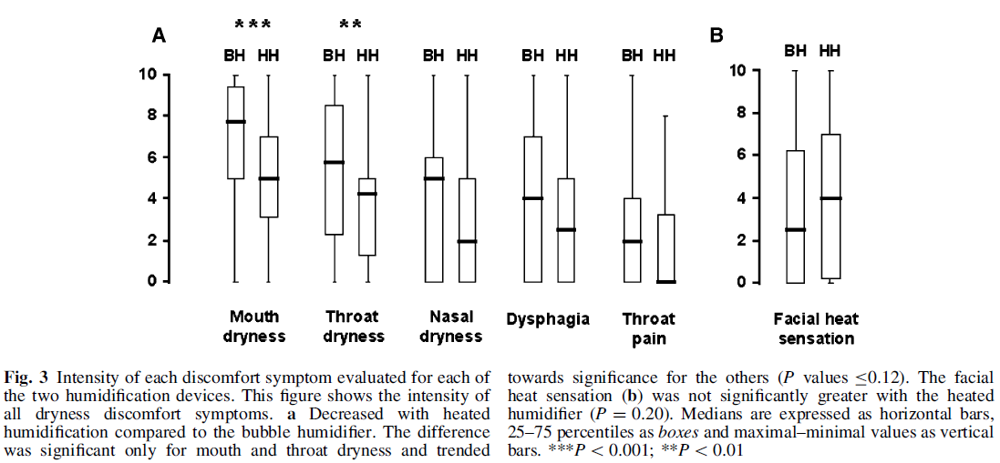 *** **
A B
BH HH BH HH BH HH BH HH BH HH BH HH
10 10
8 8
6 6
4 4
2 2
0 0
Mouth dryness Throat dryness Nasal dryness Dysphagia Throat pain Facial heat sensation
Fig. 3 Intensity of each discomfort symptom evaluated for each of
the two humidification devices. This figure shows the intensity of
all dryness discomfort symptoms. a Decreased with heated
humidification compared to the bubble humidifier. The difference
was significant only for mouth and throat dryness and trended
towards significance for the others (P values ≤0.12). The facial
heat sensation (b) was not significantly greater with the heated
humidifier (P = 0.20). Medians are expressed as horizontal bars,
25–75 percentiles as boxes and maximal–minimal values as vertical
bars. ***P < 0.001; **P < 0.01